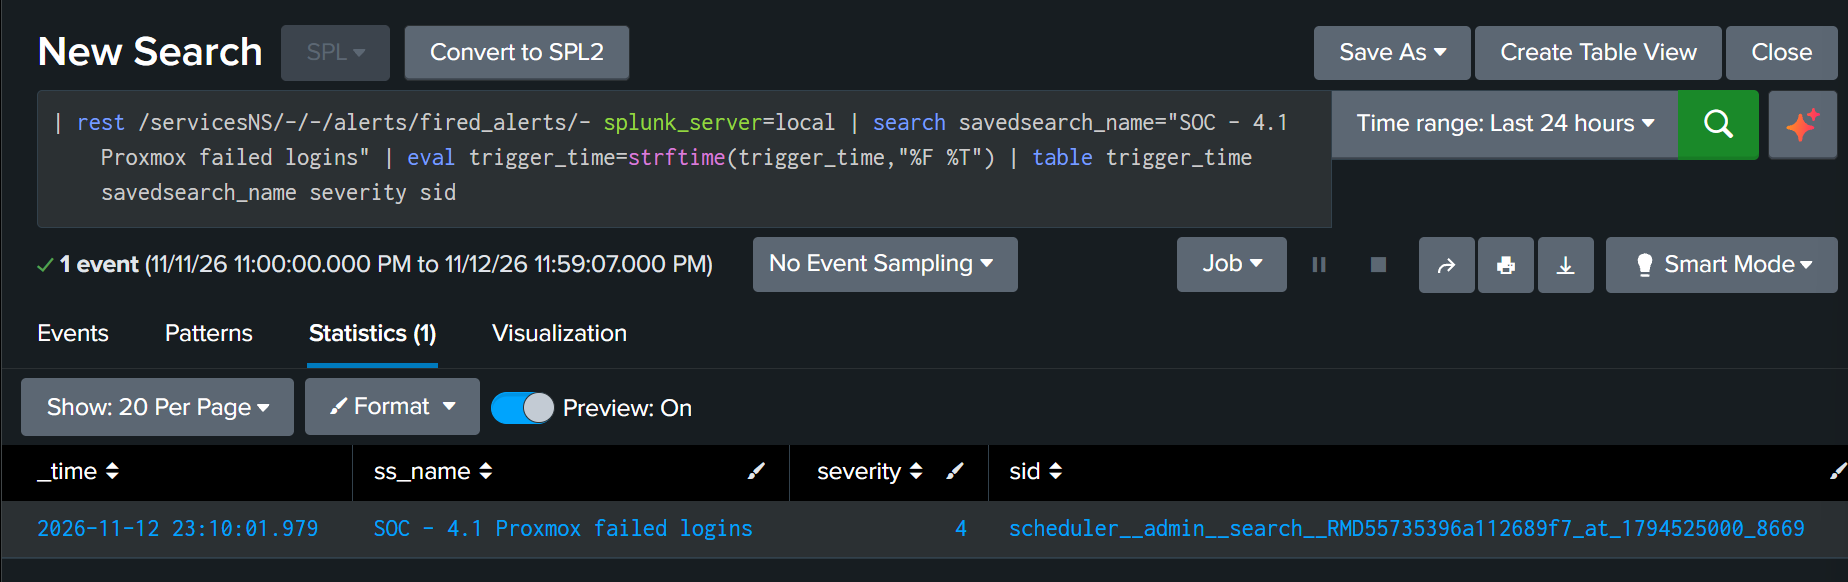 New Search SPL Convert to SPL2 Save As Create Table View Close
| rest /servicesNS/-/-/alerts/fired_alerts/- splunk_server=local | search savedsearch_name="SOC - 4.1
Proxmox failed logins" | eval trigger_time=strftime(trigger_time,"%F %T") | table trigger_time
savedsearch_name severity sid
Time range: Last 24 hours
1 event (11/11/26 11:00:00.000 PM to 11/12/26 11:59:07.000 PM) No Event Sampling Job Smart Mode
Events Patterns Statistics (1) Visualization
Show: 20 Per Page Format Preview: On
_time ss_name severity sid
2026-11-12 23:10:01.979 SOC - 4.1 Proxmox failed logins 4 scheduler__admin__search__RMD55735396a112689f7_at_1794525000_8669